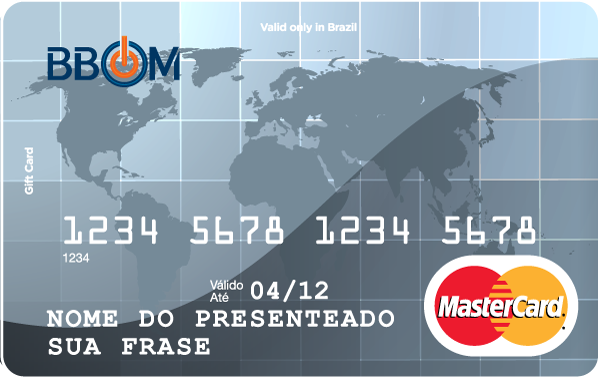 Valid only in Brazil
BBOM
Gift Card
1234 5678 1234 5678
1234
Válido
Até
04/12
NOME DO PRESENTEADO
SUA FRASE
MasterCard